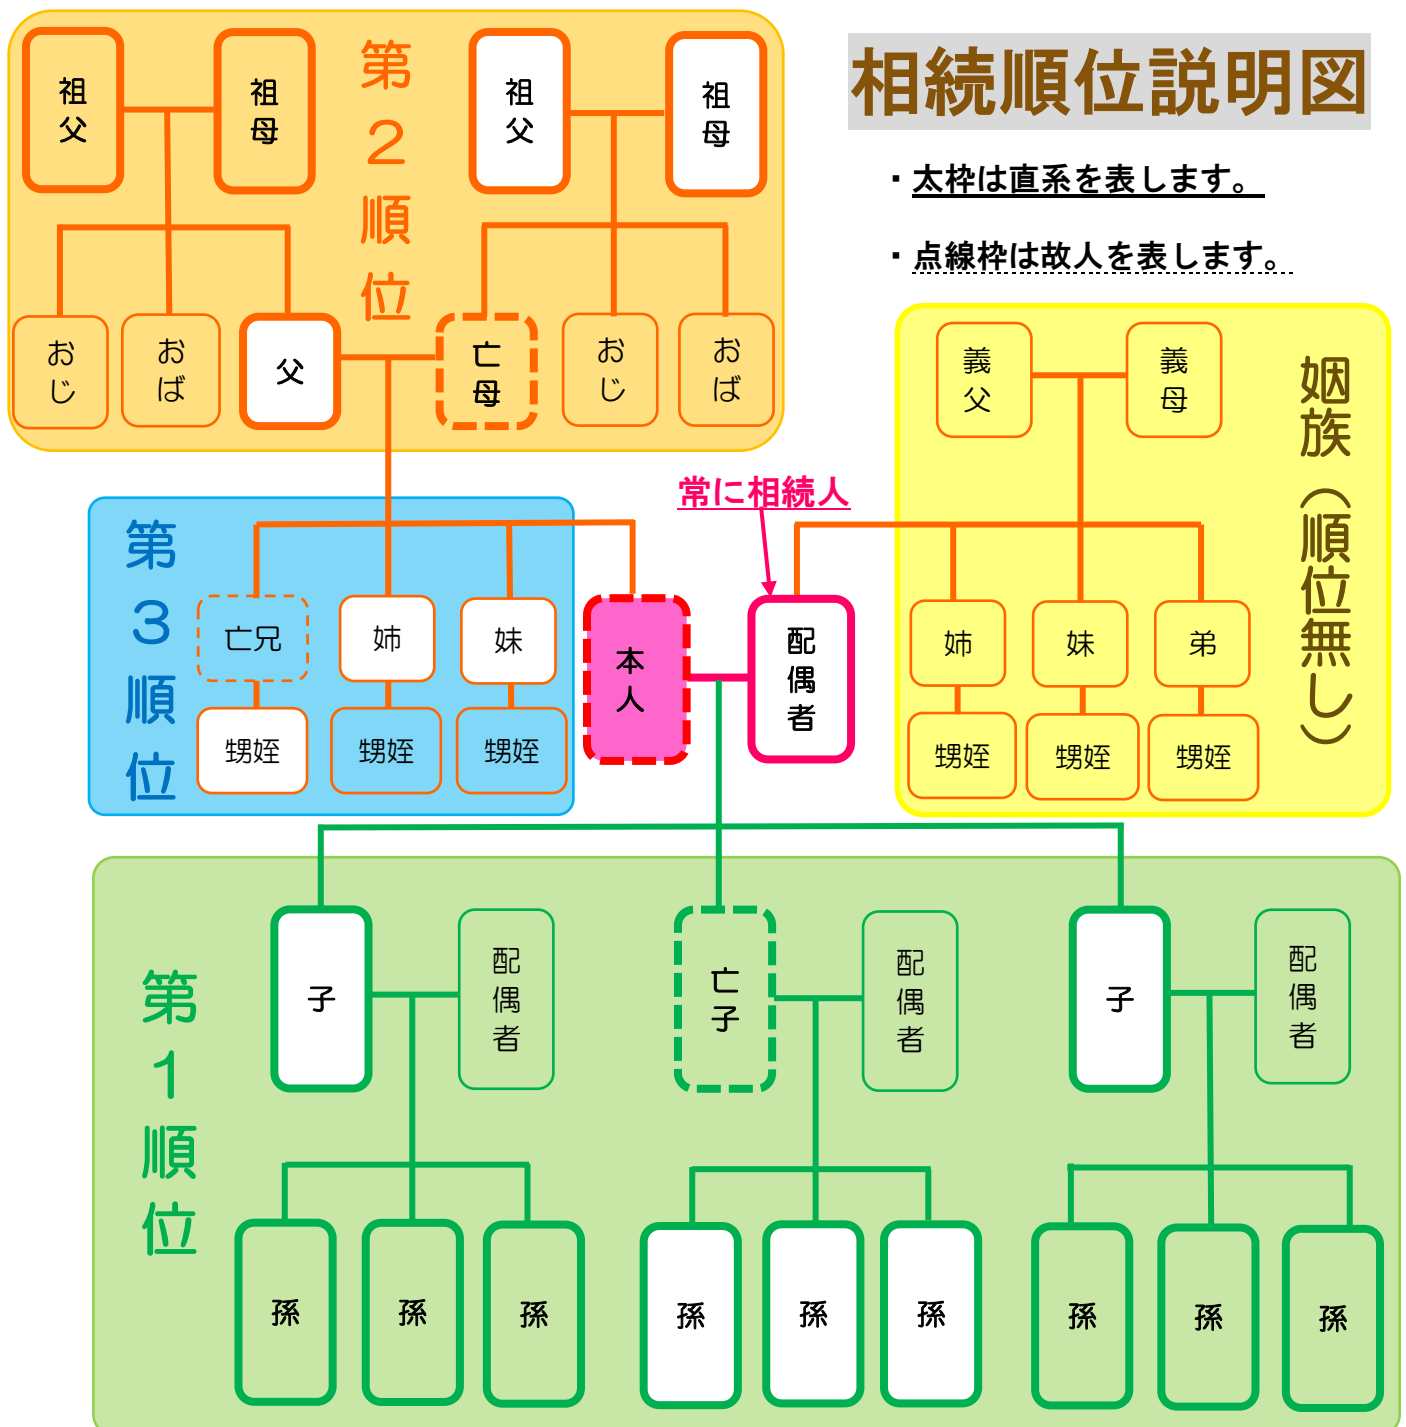 相続順位説明図
・太枠は直系を表します。
・点線枠は故人を表します。
第2順位
祖父
祖母
祖父
祖母
おじ
おば
父
亡母
おじ
おば
義父
義母
姻族（順位無し）
常に相続人
第3順位
亡兄
姉
妹
本人
配偶者
姉
妹
弟
甥姪
甥姪
甥姪
甥姪
甥姪
甥姪
第1順位
子
配偶者
亡子
配偶者
子
配偶者
孫
孫
孫
孫
孫
孫
孫
孫
孫